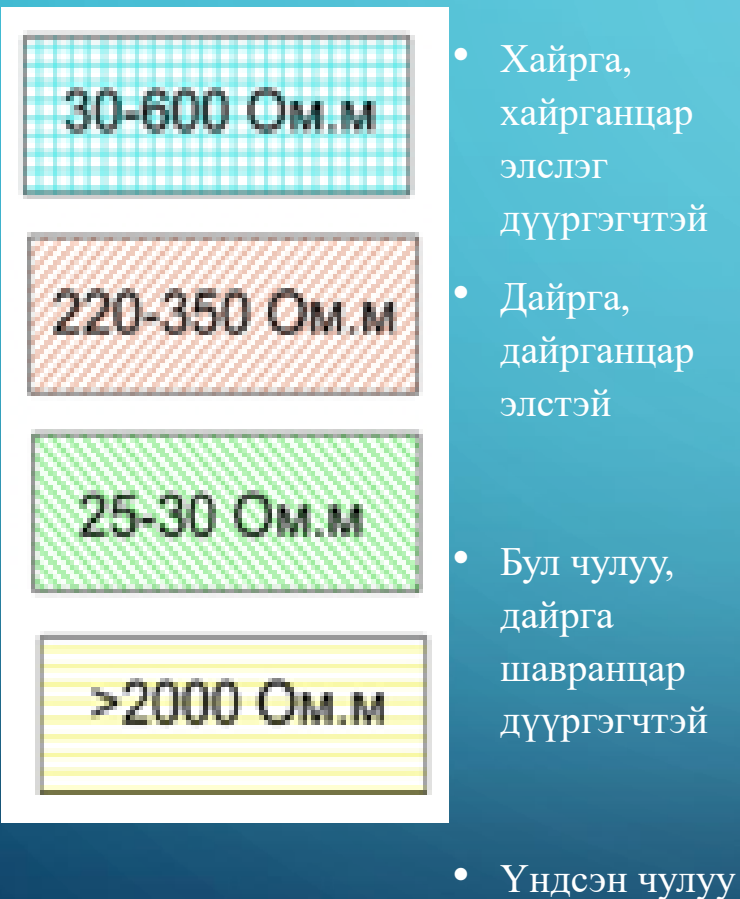 30-600 Ом.м
220-350 Ом.м
25-30 Ом.м
>2000 Ом.м
• Хайрга,
хайрганцар
элслэг
дүүргэгчтэй
• Дайрга,
дайрганцар
элстэй
• Бул чулуу,
дайрга
шавранцар
дүүргэгчтэй
• Үндсэн чулуу